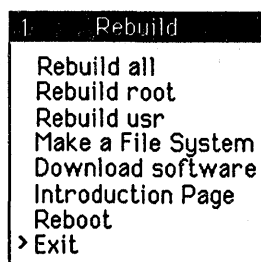 1 Rebuild
Rebuild all
Rebuild root
Rebuild usr
Make a File System
Download software
Introduction Page
Reboot
> Exit